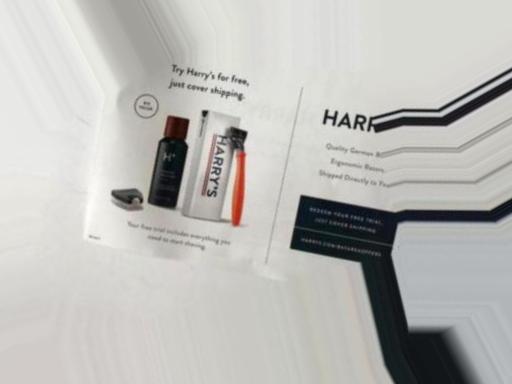 Try Harry's for free,
just cover shipping.
HARRY'S
H'
Your free trial includes everything you
need to start shaving.
HARR
Quality German
Ergonomic Razors,
Shipped Directly to You
REDEEM YOUR FREE TRIAL,
JUST COVER SHIPPING